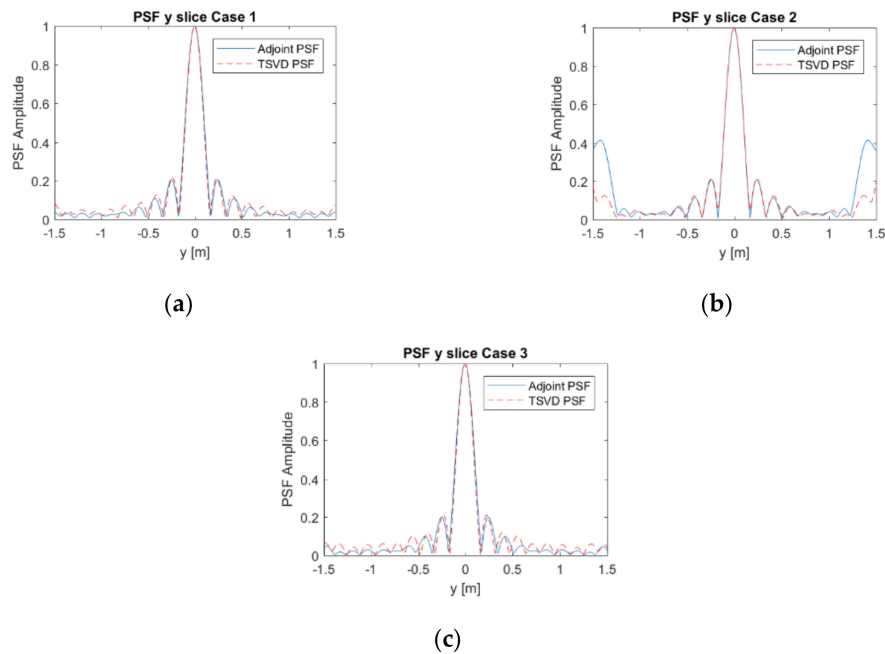 PSF y slice Case 1
Adjoint PSF
TSVD PSF
PSF Amplitude
1
0.8
0.6
0.4
0.2
0
-1.5 -1 -0.5 0 0.5 1 1.5
y [m]
(a)
PSF y slice Case 2
Adjoint PSF
TSVD PSF
PSF Amplitude
1
0.8
0.6
0.4
0.2
0
-1.5 -1 -0.5 0 0.5 1 1.5
y [m]
(b)
PSF y slice Case 3
Adjoint PSF
TSVD PSF
PSF Amplitude
1
0.8
0.6
0.4
0.2
0
-1.5 -1 -0.5 0 0.5 1 1.5
y [m]
(c)